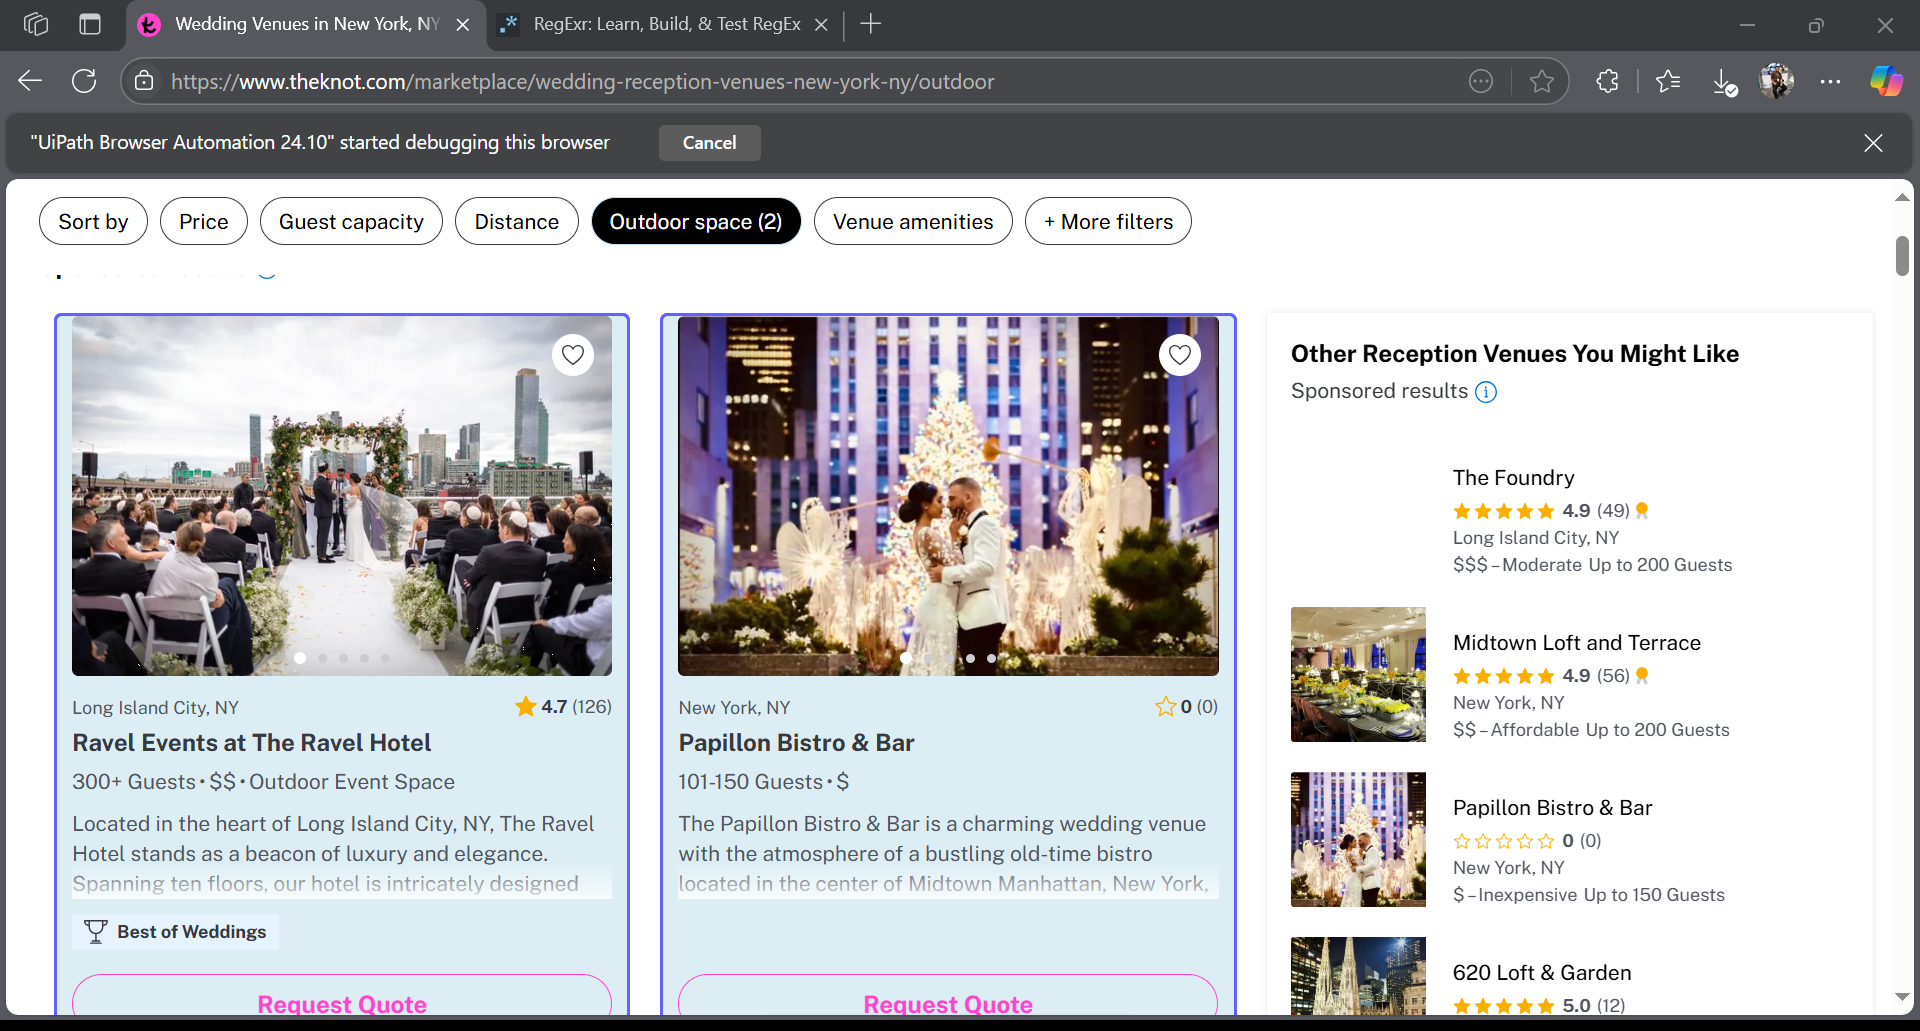 Wedding Venues in New York, NY
RegExr: Learn, Build, & Test RegEx
https://www.theknot.com/marketplace/wedding-reception-venues-new-york-ny/outdoor
"UiPath Browser Automation 24.10" started debugging this browser
Cancel
Sort by
Price
Guest capacity
Distance
Outdoor space (2)
Venue amenities
+ More filters
Long Island City, NY
4.7 (126)
Ravel Events at The Ravel Hotel
300+ Guests • $$ • Outdoor Event Space
Located in the heart of Long Island City, NY, The Ravel
Hotel stands as a beacon of luxury and elegance.
Spanning ten floors, our hotel is intricately designed
Best of Weddings
Request Quote
New York, NY
0 (0)
Papillon Bistro & Bar
101-150 Guests • $
The Papillon Bistro & Bar is a charming wedding venue
with the atmosphere of a bustling old-time bistro
located in the center of Midtown Manhattan, New York,
Request Quote
Other Reception Venues You Might Like
Sponsored results
The Foundry
4.9 (49)
Long Island City, NY
$$$ – Moderate Up to 200 Guests
Midtown Loft and Terrace
4.9 (56)
New York, NY
$$ – Affordable Up to 200 Guests
Papillon Bistro & Bar
0 (0)
New York, NY
$ – Inexpensive Up to 150 Guests
620 Loft & Garden
5.0 (12)